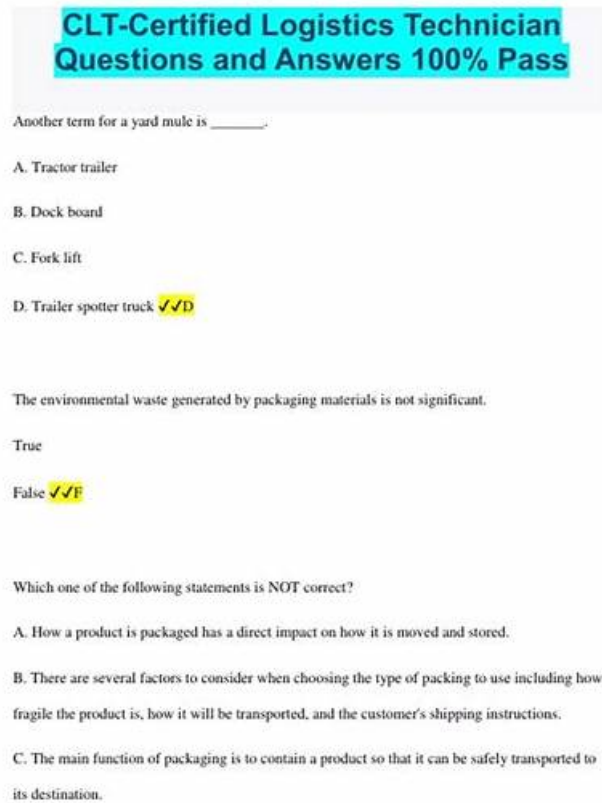 CLT-Certified Logistics Technician
Questions and Answers 100% Pass
Another term for a yard mule is _______.
A. Tractor trailer
B. Dock board
C. Fork lift
D. Trailer spotter truck ✓✓D
The environmental waste generated by packaging materials is not significant.
True
False ✓✓F
Which one of the following statements is NOT correct?
A. How a product is packaged has a direct impact on how it is moved and stored.
B. There are several factors to consider when choosing the type of packing to use including how
fragile the product is, how it will be transported, and the customer's shipping instructions.
C. The main function of packaging is to contain a product so that it can be safely transported to
its destination.